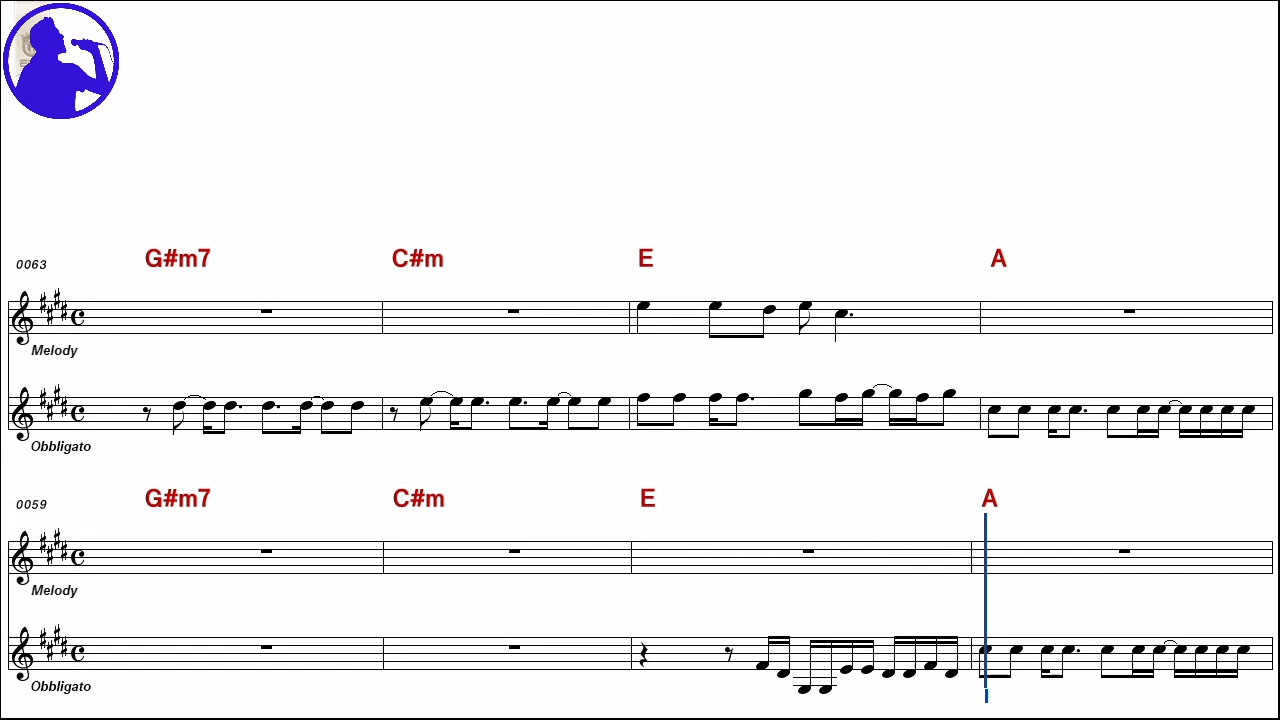 G#m7 C#m E A
0063
Melody
Obbligato
G#m7 C#m E A
0059
Melody
Obbligato